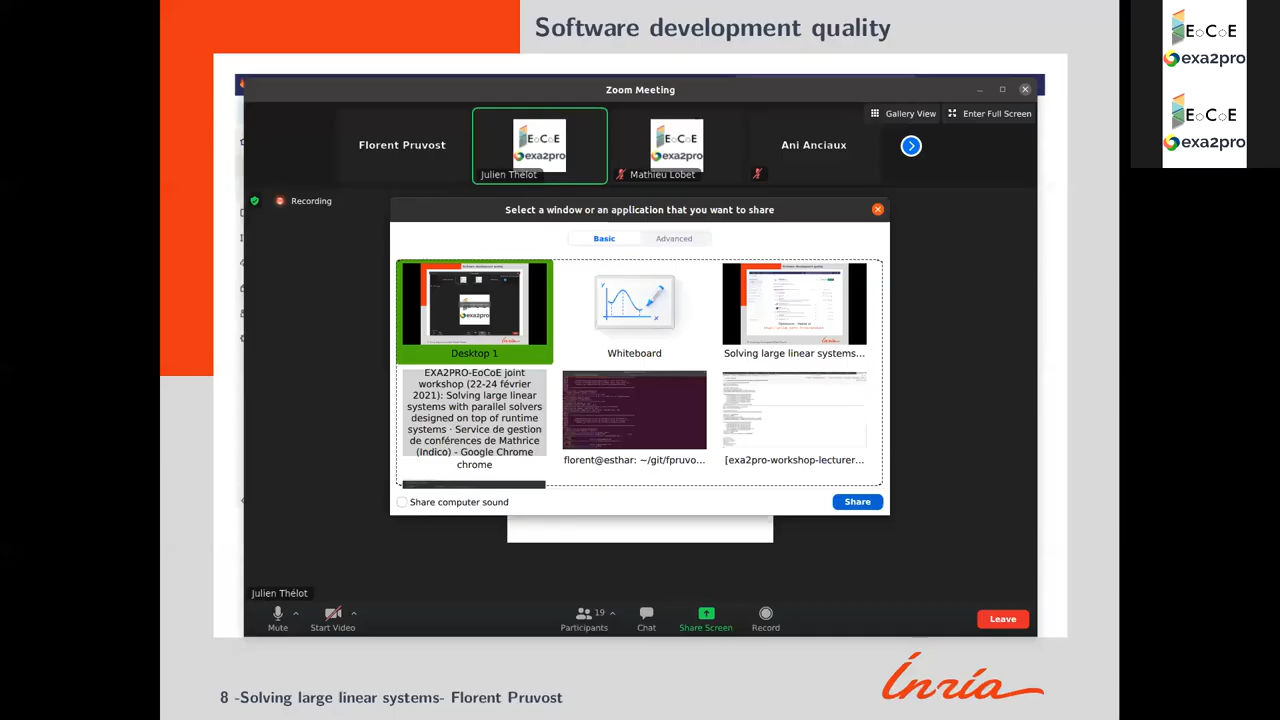 Software development quality
EoCoE
exa2pro
EoCoE
exa2pro
Zoom Meeting
Gallery View
Enter Full Screen
Florent Pruvost
EoCoE
exa2pro
Julien Thélot
EoCoE
exa2pro
Mathieu Lobet
Ani Anciaux
Recording
Select a window or an application that you want to share
Basic
Advanced
exa2pro
Desktop 1
Whiteboard
Solving large linear systems...
EXA2PRO-EoCoE joint
workshop (22-24 février
2021): Solving large linear
systems with parallel solvers
designed on top of runtime
systems · Service de gestion
de conférences de Mathrice
(Indico) - Google Chrome
chrome
florent@esthar: ~/git/fpruvo...
[exa2pro-workshop-lecturer...
Share computer sound
Share
Julien Thélot
Mute
Start Video
19
Participants
Chat
Share Screen
Record
Leave
8 -Solving large linear systems- Florent Pruvost
Inria